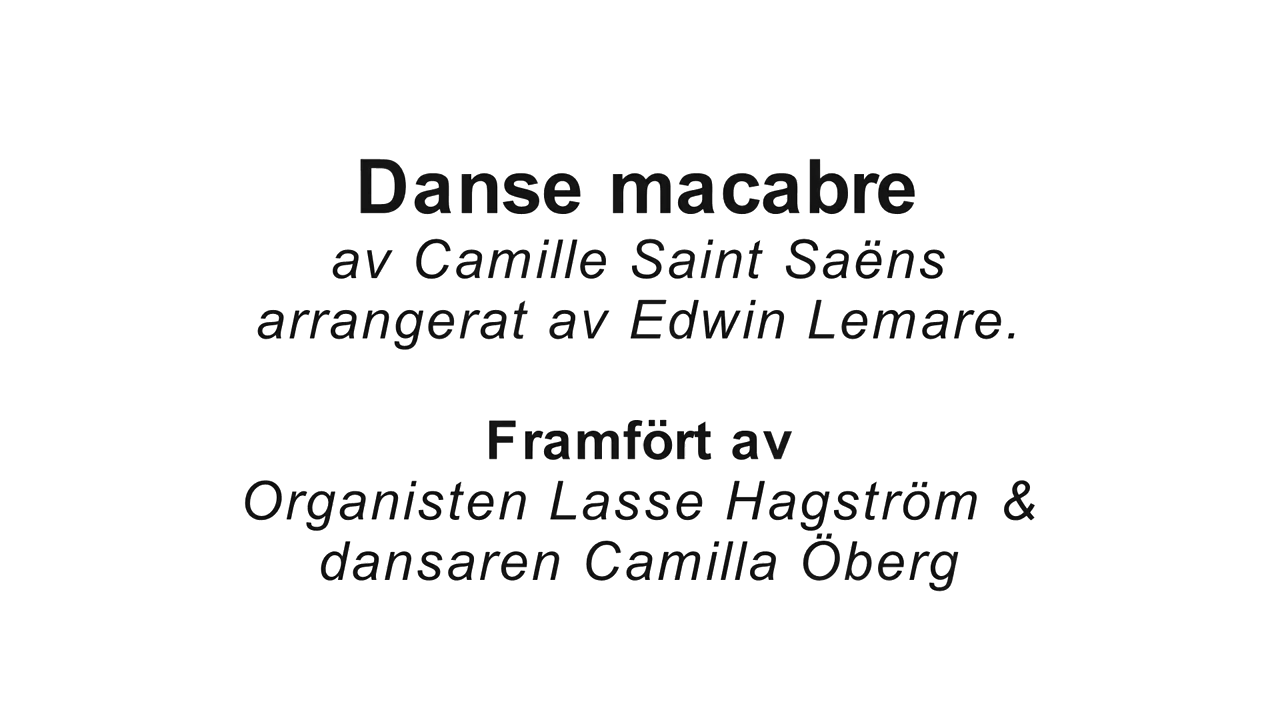 Danse macabre
av Camille Saint Saëns
arrangerat av Edwin Lemare.
Framfört av
Organisten Lasse Hagström &
dansaren Camilla Öberg